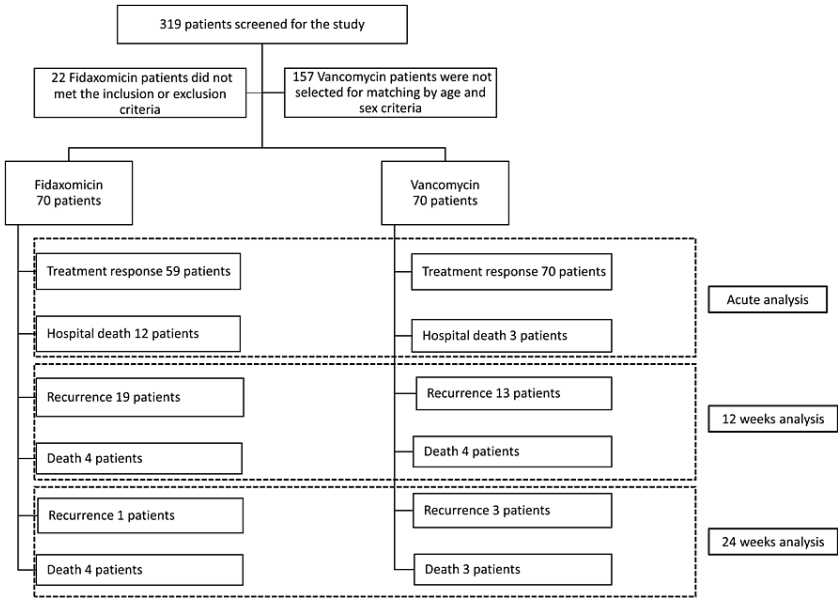 319 patients screened for the study
22 Fidaxomicin patients did not
met the inclusion or exclusion
criteria
157 Vancomycin patients were not
selected for matching by age and
sex criteria
Fidaxomicin
70 patients
Vancomycin
70 patients
Treatment response 59 patients
Treatment response 70 patients
Acute analysis
Hospital death 12 patients
Hospital death 3 patients
Recurrence 19 patients
Recurrence 13 patients
12 weeks analysis
Death 4 patients
Death 4 patients
Recurrence 1 patients
Recurrence 3 patients
24 weeks analysis
Death 4 patients
Death 3 patients